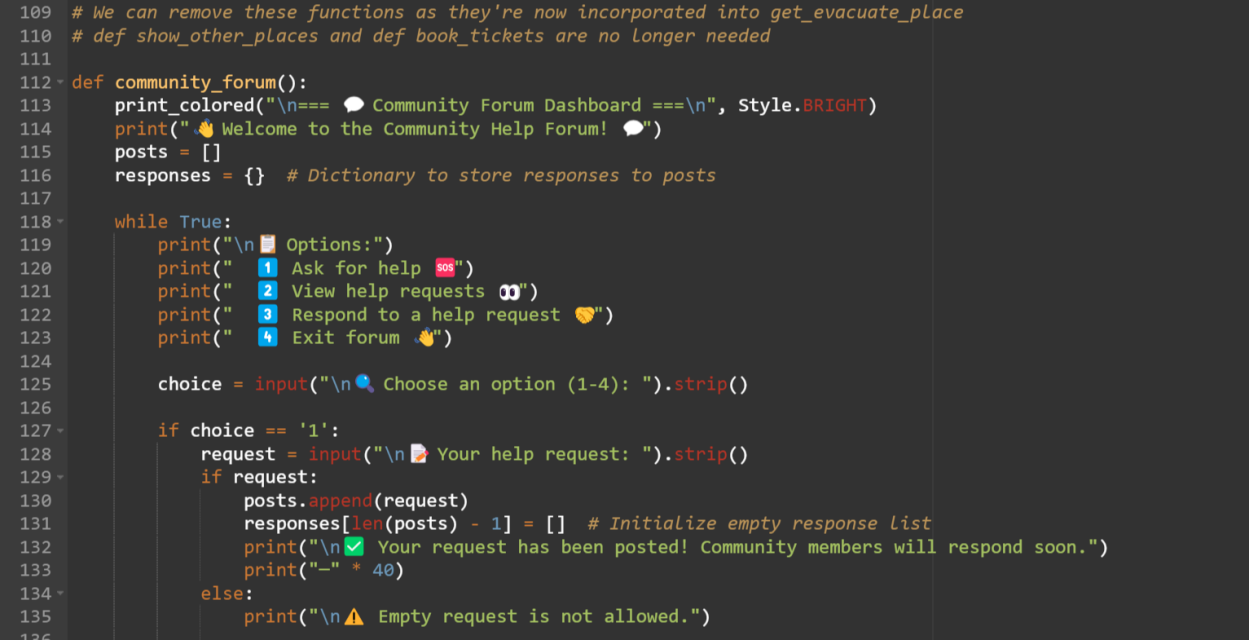 109 # We can remove these functions as they're now incorporated into get_evacuate_place
110 # def show_other_places and def book_tickets are no longer needed
111
112 def community_forum():
113     print_colored("\n=== 💬 Community Forum Dashboard ===\n", Style.BRIGHT)
114     print("👋 Welcome to the Community Help Forum! 💬")
115     posts = []
116     responses = {}  # Dictionary to store responses to posts
117
118     while True:
119         print("\n📋 Options:")
120         print("  1️⃣ Ask for help 🆘")
121         print("  2️⃣ View help requests 👀")
122         print("  3️⃣ Respond to a help request 🤝")
123         print("  4️⃣ Exit forum 👋")
124
125         choice = input("\n🔍 Choose an option (1-4): ").strip()
126
127         if choice == '1':
128             request = input("\n📝 Your help request: ").strip()
129             if request:
130                 posts.append(request)
131                 responses[len(posts) - 1] = []  # Initialize empty response list
132                 print("\n✅ Your request has been posted! Community members will respond soon.")
133                 print("—" * 40)
134             else:
135                 print("\n⚠️ Empty request is not allowed.")
136